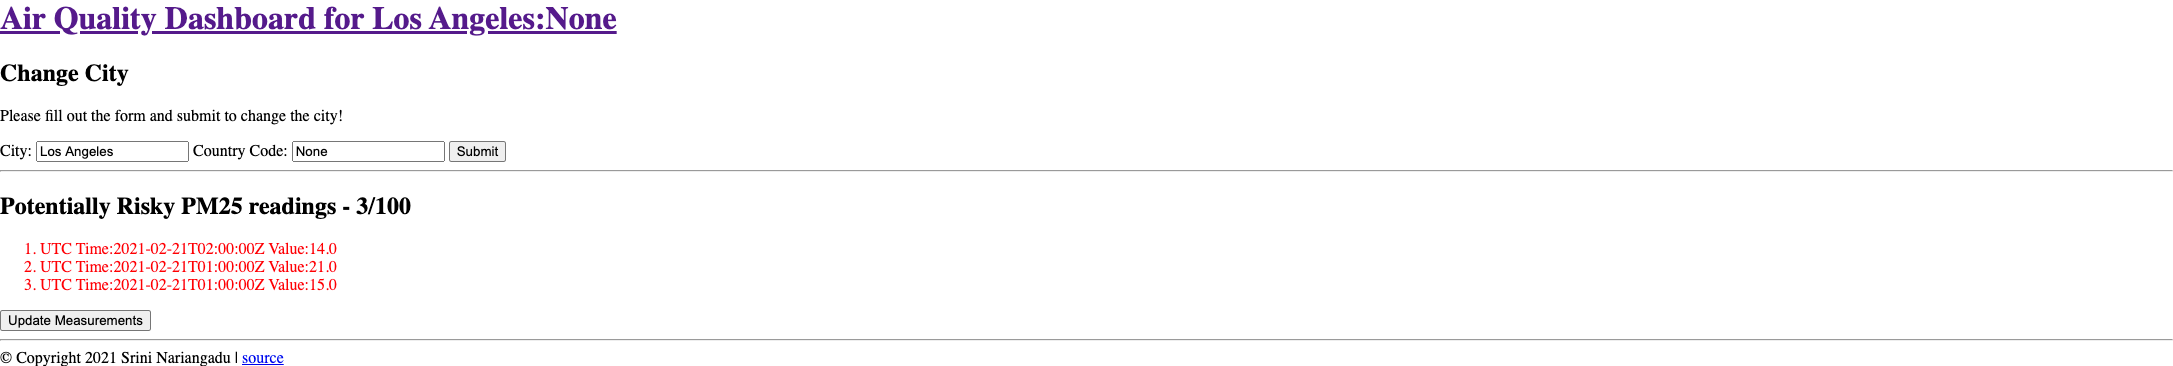 Air Quality Dashboard for Los Angeles:None
Change City
Please fill out the form and submit to change the city!
City: Los Angeles Country Code: None Submit
Potentially Risky PM25 readings - 3/100
1. UTC Time:2021-02-21T02:00:00Z Value:14.0
2. UTC Time:2021-02-21T01:00:00Z Value:21.0
3. UTC Time:2021-02-21T01:00:00Z Value:15.0
Update Measurements
© Copyright 2021 Srini Nariangadu | source